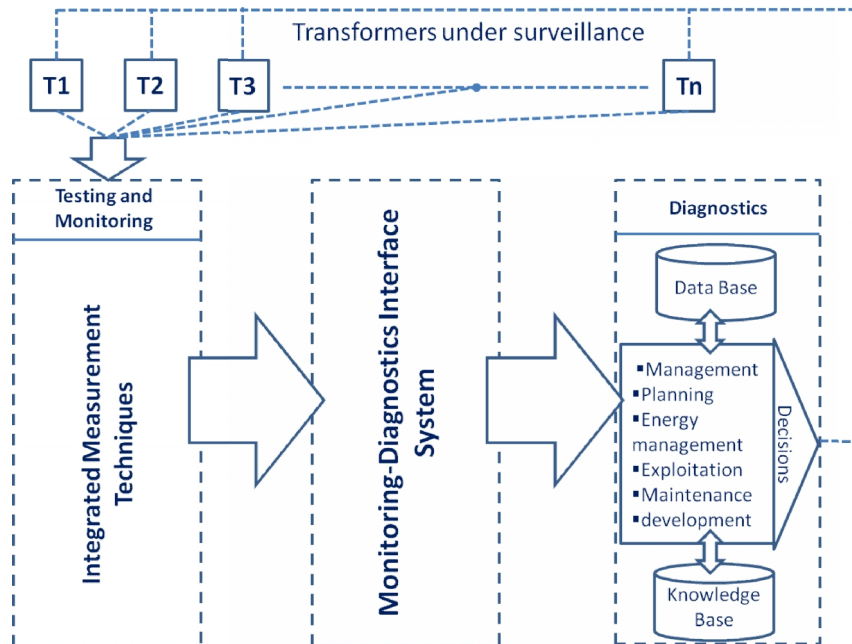 Transformers under surveillance
T1
T2
T3
Tn
Testing and
Monitoring
Integrated Measurement
Techniques
Monitoring-Diagnostics Interface
System
Diagnostics
Data Base
▪Management
▪Planning
▪Energy
management
▪Exploitation
▪Maintenance
▪development
Decisions
Knowledge
Base